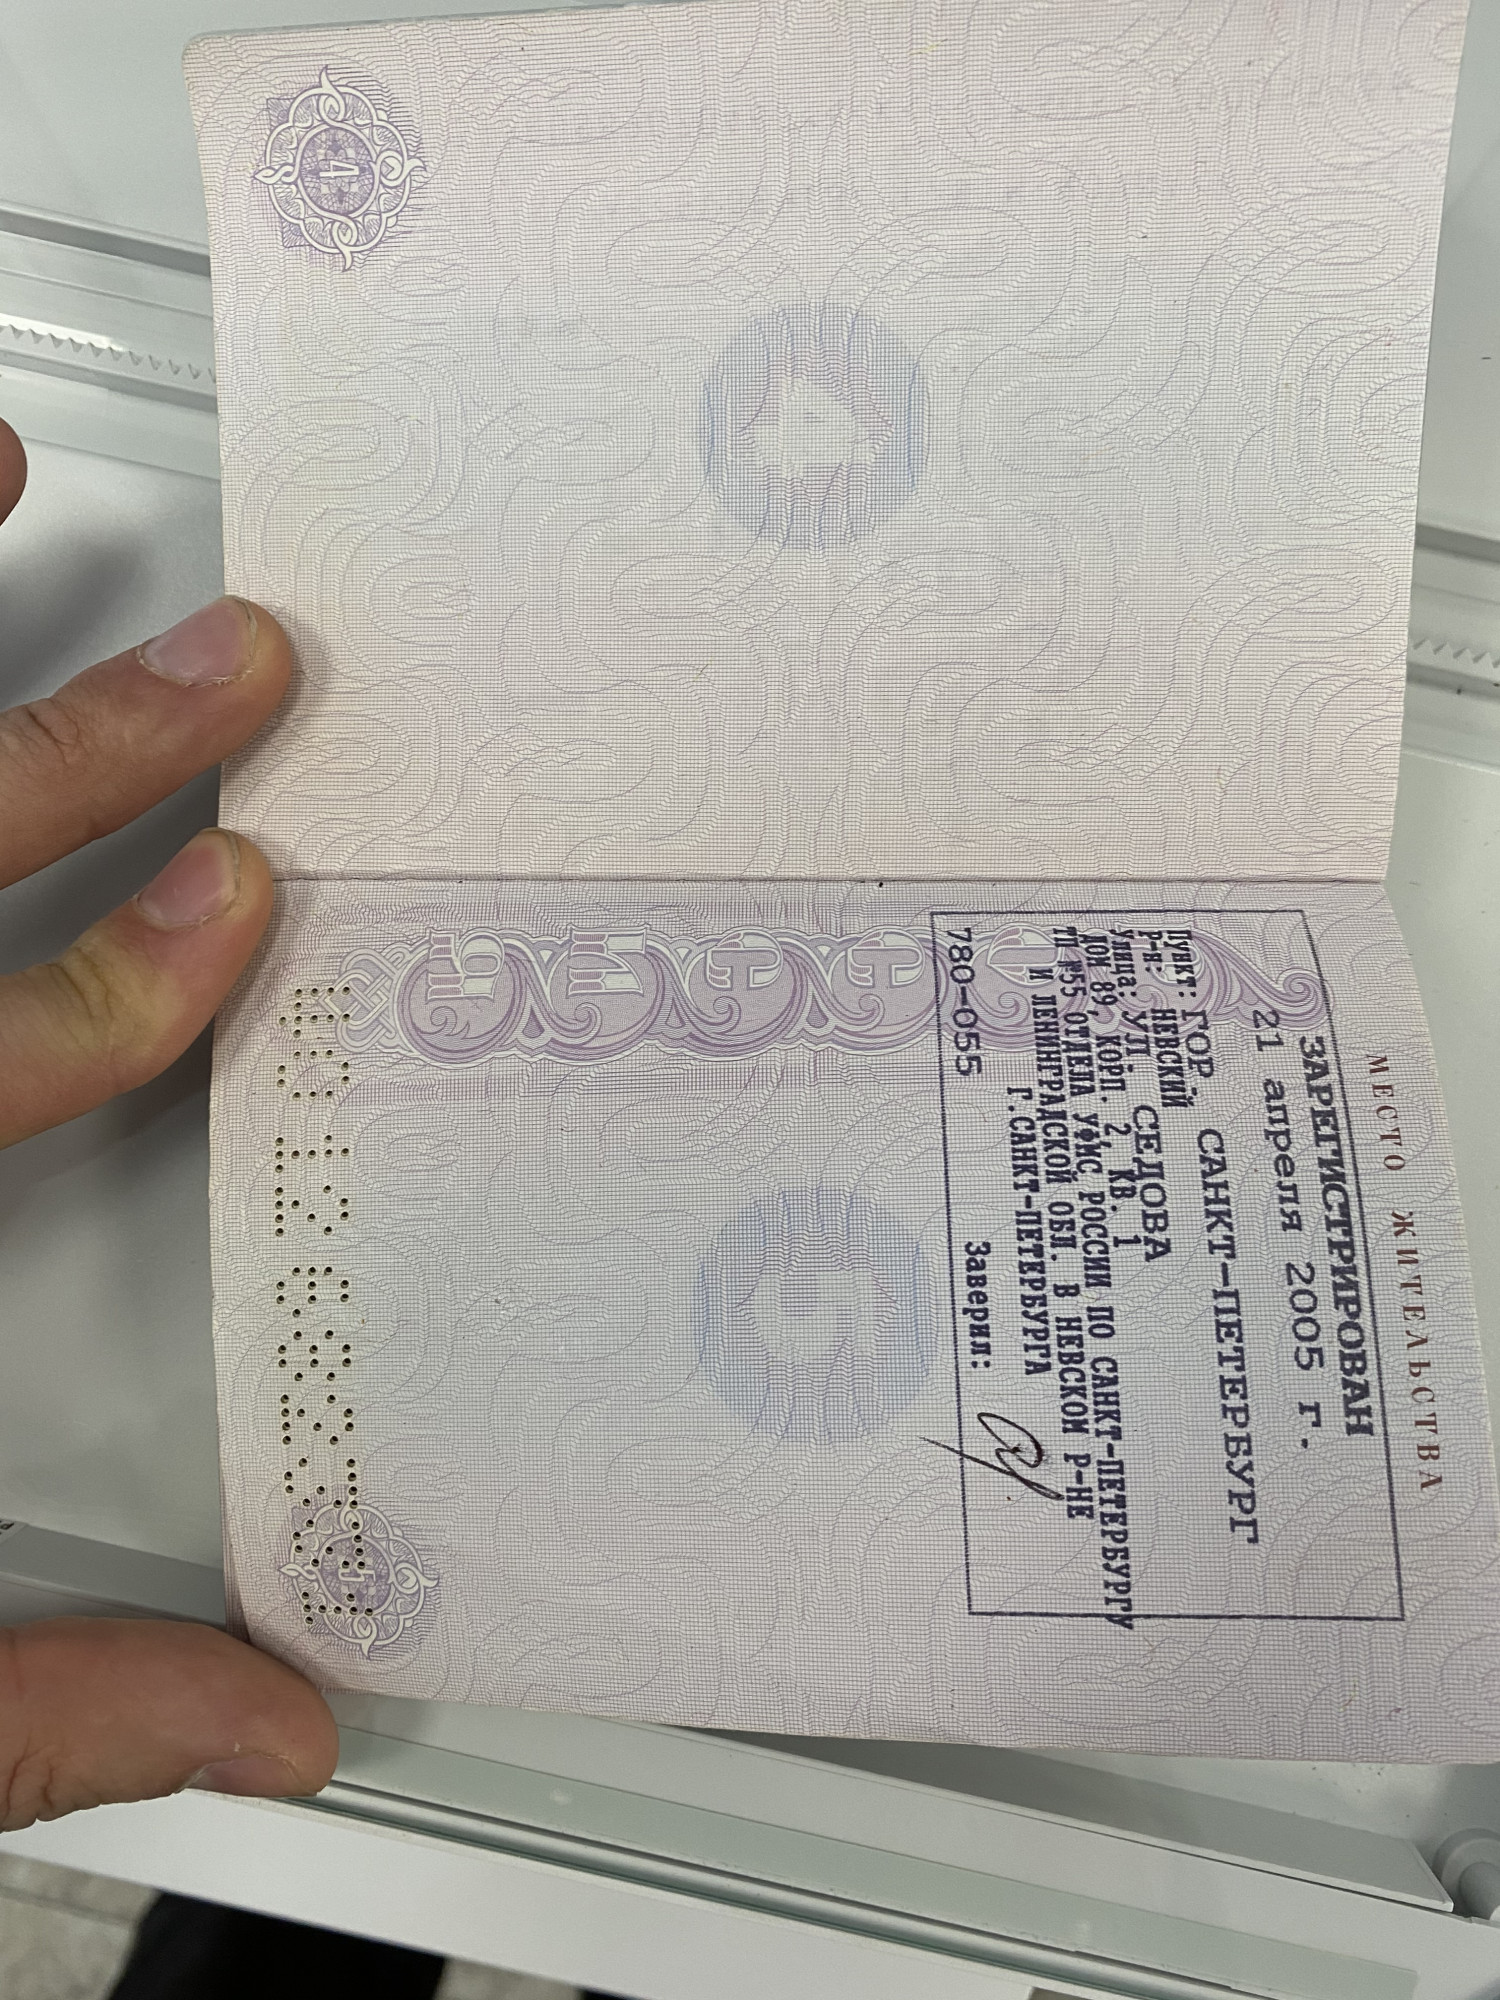 4
МЕСТО ЖИТЕЛЬСТВА
ЗАРЕГИСТРИРОВАН
21 апреля 2005 г.
Пункт: ГОР. САНКТ-ПЕТЕРБУРГ
Р-н: НЕВСКИЙ
Улица: УЛ. СЕДОВА
ДОМ 89, КОРП. 2, КВ. 1
ТП №55 ОТДЕЛА УФМС РОССИИ ПО САНКТ-ПЕТЕРБУРГУ
И ЛЕНИНГРАДСКОЙ ОБЛ. В НЕВСКОМ Р-НЕ
Г.САНКТ-ПЕТЕРБУРГА
780-055
Заверил: